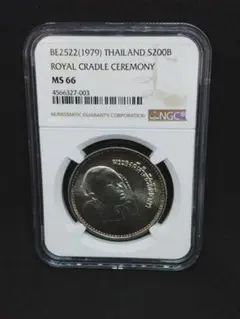 BE2522(1979) THAILAND S200B
ROYAL CRADLE CEREMONY
MS 66
4566327-003
NUMISMATIC GUARANTY CORPORATION
NGC